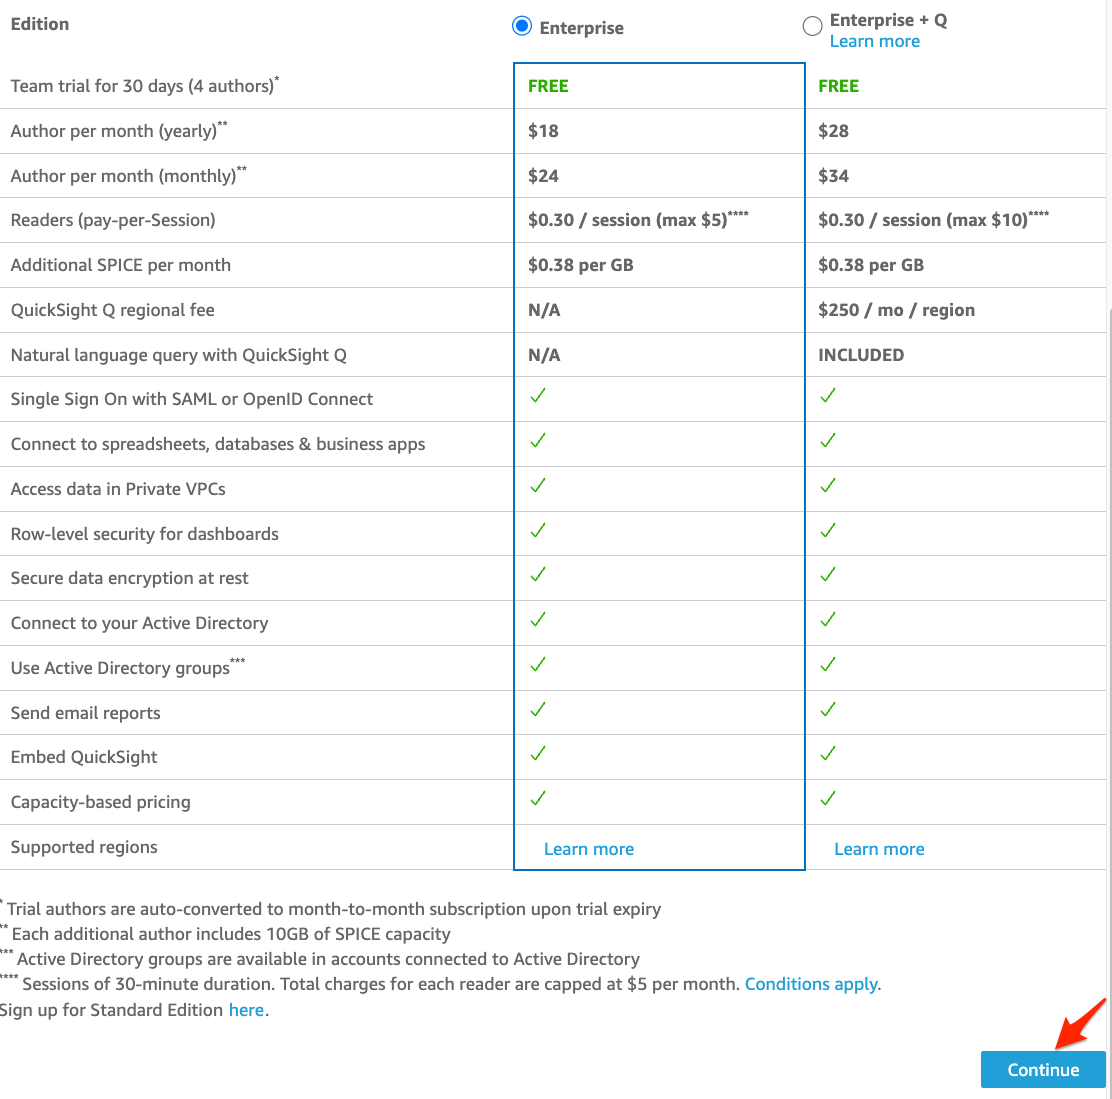 Edition Enterprise Enterprise + Q
Learn more
Team trial for 30 days (4 authors)* FREE FREE
Author per month (yearly)** $18 $28
Author per month (monthly)** $24 $34
Readers (pay-per-Session) $0.30 / session (max $5)**** $0.30 / session (max $10)****
Additional SPICE per month $0.38 per GB $0.38 per GB
QuickSight Q regional fee N/A $250 / mo / region
Natural language query with QuickSight Q N/A INCLUDED
Single Sign On with SAML or OpenID Connect
Connect to spreadsheets, databases & business apps
Access data in Private VPCs
Row-level security for dashboards
Secure data encryption at rest
Connect to your Active Directory
Use Active Directory groups***
Send email reports
Embed QuickSight
Capacity-based pricing
Supported regions Learn more Learn more
* Trial authors are auto-converted to month-to-month subscription upon trial expiry
** Each additional author includes 10GB of SPICE capacity
*** Active Directory groups are available in accounts connected to Active Directory
**** Sessions of 30-minute duration. Total charges for each reader are capped at $5 per month. Conditions apply.
Sign up for Standard Edition here.
Continue